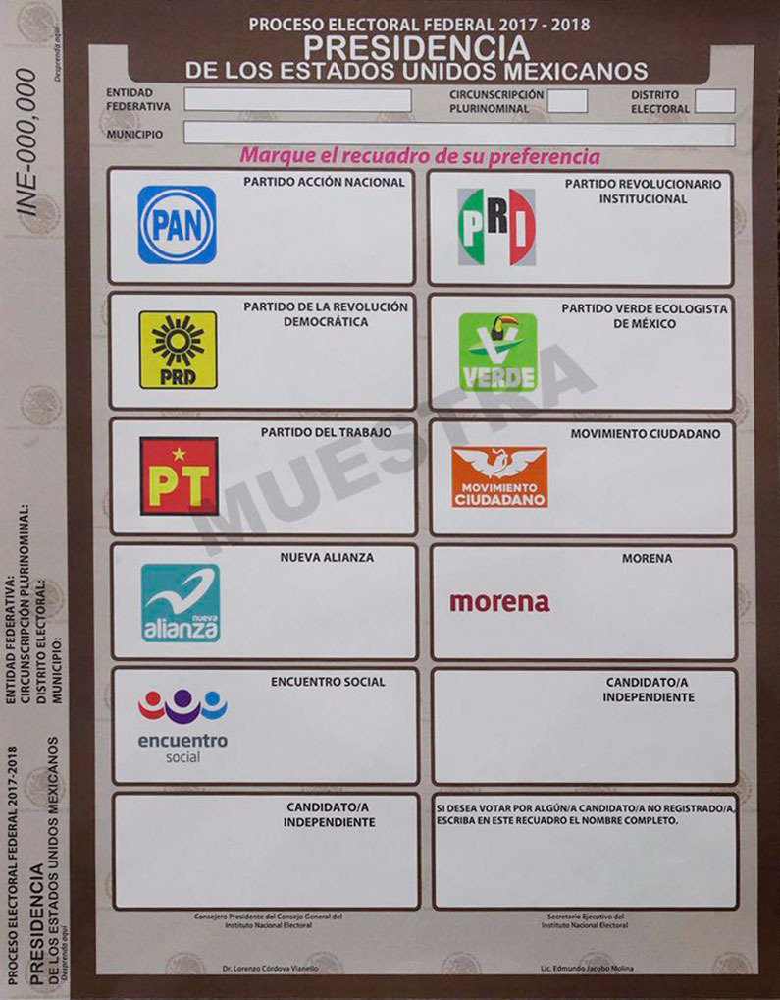 PROCESO ELECTORAL FEDERAL 2017 - 2018
PRESIDENCIA
DE LOS ESTADOS UNIDOS MEXICANOS
ENTIDAD
FEDERATIVA
CIRCUNSCRIPCIÓN
PLURINOMINAL
DISTRITO
ELECTORAL
MUNICIPIO
Marque el recuadro de su preferencia
PARTIDO ACCIÓN NACIONAL
PAN
PARTIDO REVOLUCIONARIO
INSTITUCIONAL
PRI
PARTIDO DE LA REVOLUCIÓN
DEMOCRÁTICA
PRD
PARTIDO VERDE ECOLOGISTA
DE MÉXICO
V
VERDE
PARTIDO DEL TRABAJO
PT
MOVIMIENTO CIUDADANO
MOVIMIENTO
CIUDADANO
MUESTRA
NUEVA ALIANZA
nueva
alianza
MORENA
morena
ENCUENTRO SOCIAL
encuentro
social
CANDIDATO/A
INDEPENDIENTE
CANDIDATO/A
INDEPENDIENTE
SI DESEA VOTAR POR ALGÚN/A CANDIDATO/A NO REGISTRADO/A,
ESCRIBA EN ESTE RECUADRO EL NOMBRE COMPLETO.
Consejero Presidente del Consejo General del
Instituto Nacional Electoral
Dr. Lorenzo Córdova Vianello
Secretario Ejecutivo del
Instituto Nacional Electoral
Lic. Edmundo Jacobo Molina
INE-000,000
Desprenda aquí
ENTIDAD FEDERATIVA:
CIRCUNSCRIPCIÓN PLURINOMINAL:
DISTRITO ELECTORAL:
MUNICIPIO:
PROCESO ELECTORAL FEDERAL 2017-2018
PRESIDENCIA
DE LOS ESTADOS UNIDOS MEXICANOS
Desprenda aquí